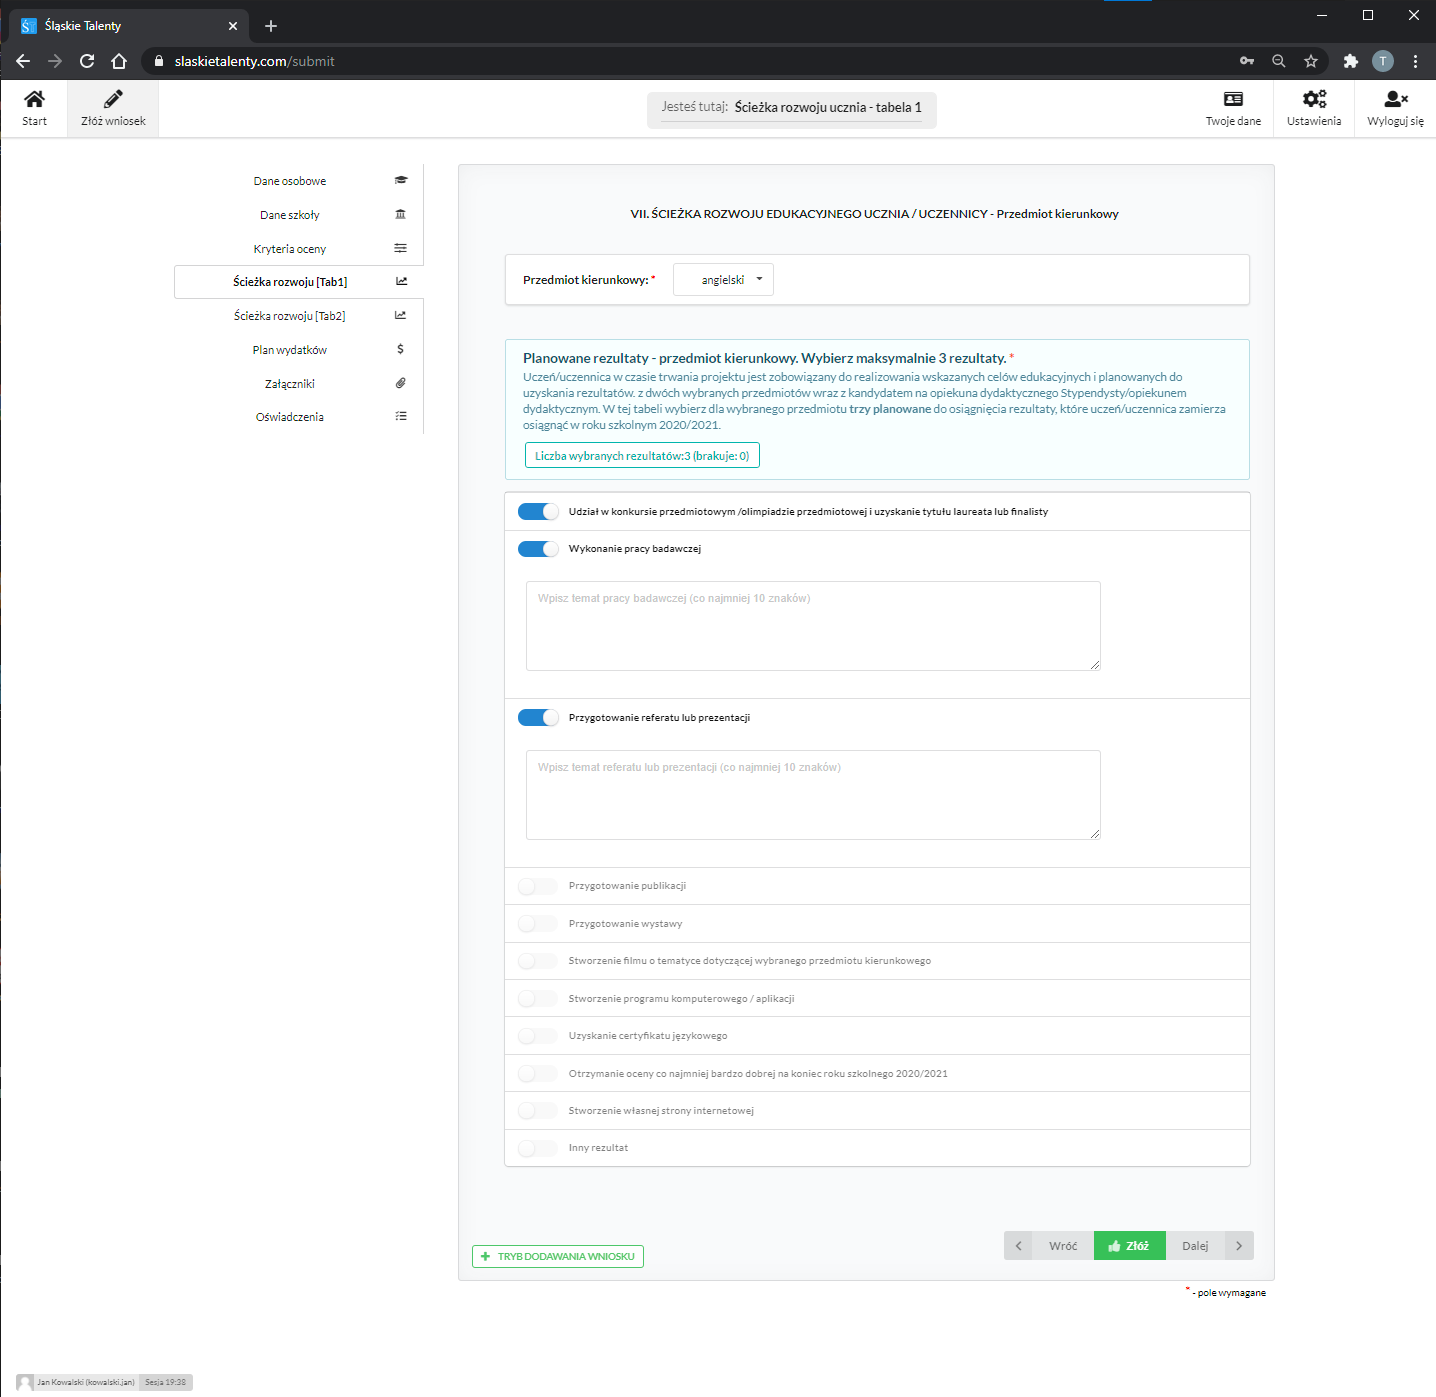 Śląskie Talenty
slaskietalenty.com/submit
T
Start
Złóż wniosek
Jesteś tutaj: Ścieżka rozwoju ucznia - tabela 1
Twoje dane
Ustawienia
Wyloguj się
Dane osobowe
Dane szkoły
Kryteria oceny
Ścieżka rozwoju [Tab1]
Ścieżka rozwoju [Tab2]
Plan wydatków
Załączniki
Oświadczenia
VII. ŚCIEŻKA ROZWOJU EDUKACYJNEGO UCZNIA / UCZENNICY - Przedmiot kierunkowy
Przedmiot kierunkowy: * angielski
Planowane rezultaty - przedmiot kierunkowy. Wybierz maksymalnie 3 rezultaty. *
Uczeń/uczennica w czasie trwania projektu jest zobowiązany do realizowania wskazanych celów edukacyjnych i planowanych do
uzyskania rezultatów. z dwóch wybranych przedmiotów wraz z kandydatem na opiekuna dydaktycznego Stypendysty/opiekunem
dydaktycznym. W tej tabeli wybierz dla wybranego przedmiotu trzy planowane do osiągnięcia rezultaty, które uczeń/uczennica zamierza
osiągnąć w roku szkolnym 2020/2021.
Liczba wybranych rezultatów:3 (brakuje: 0)
Udział w konkursie przedmiotowym /olimpiadzie przedmiotowej i uzyskanie tytułu laureata lub finalisty
Wykonanie pracy badawczej
Wpisz temat pracy badawczej (co najmniej 10 znaków)
Przygotowanie referatu lub prezentacji
Wpisz temat referatu lub prezentacji (co najmniej 10 znaków)
Przygotowanie publikacji
Przygotowanie wystawy
Stworzenie filmu o tematyce dotyczącej wybranego przedmiotu kierunkowego
Stworzenie programu komputerowego / aplikacji
Uzyskanie certyfikatu językowego
Otrzymanie oceny co najmniej bardzo dobrej na koniec roku szkolnego 2020/2021
Stworzenie własnej strony internetowej
Inny rezultat
TRYB DODAWANIA WNIOSKU
Wróć
Złóż
Dalej
* - pole wymagane
Jan Kowalski (kowalski.jan) Sesja 19:38